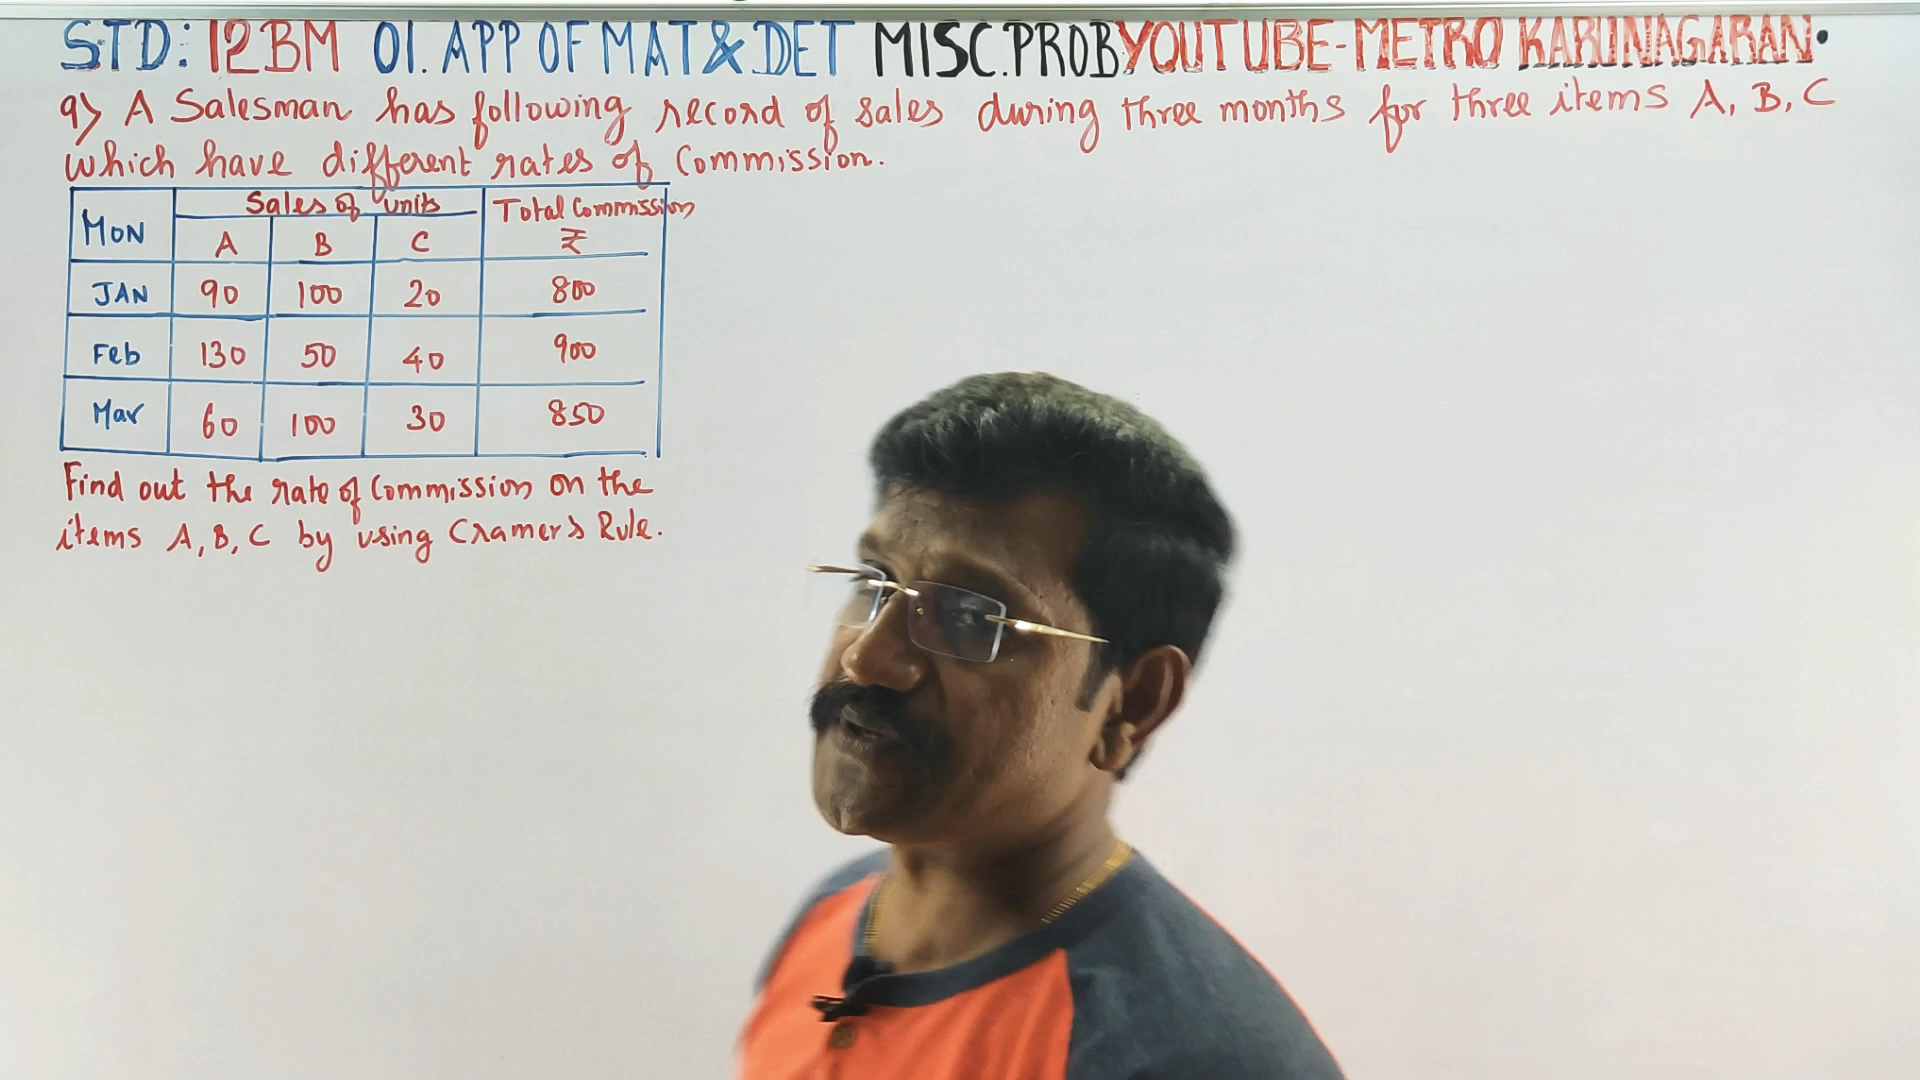 STD: 12BM 01. APP OF MAT & DET MISC.PROB YOUTUBE-METRO KARUNAGARAN.
9) A Salesman has following record of sales during three months for three items A, B, C
which have different rates of Commission.
MON Sales of units Total Commission
A B C ₹
JAN 90 100 20 800
Feb 130 50 40 900
Mar 60 100 30 850
Find out the rate of Commission on the
items A, B, C by using Cramer's Rule.